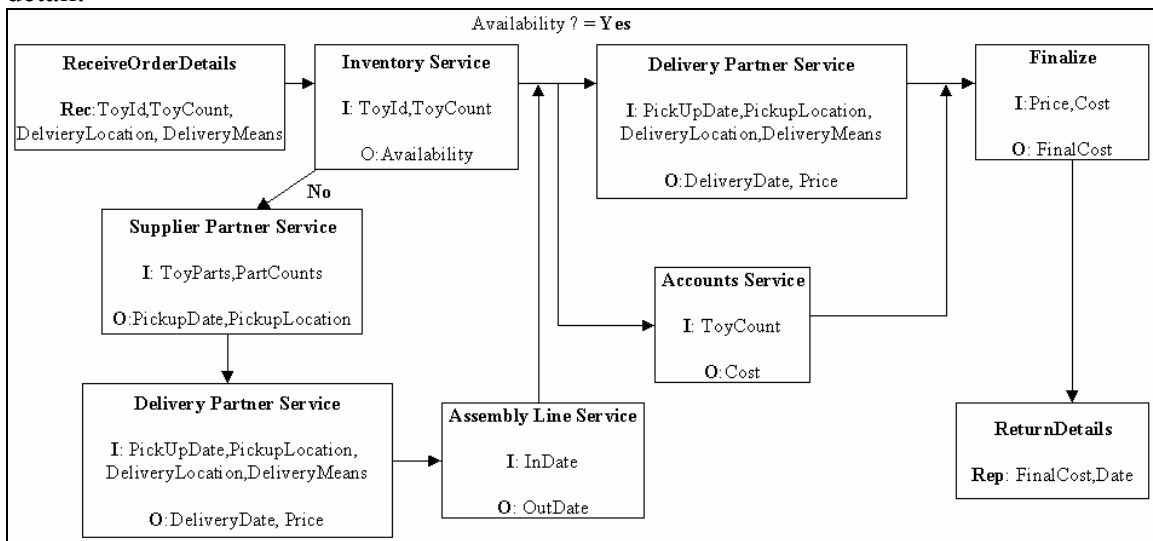 detail.
Availability ? = Yes
ReceiveOrderDetails
Rec:ToyId,ToyCount,
DelvieryLocation, DeliveryMeans
Inventory Service
I: ToyId,ToyCount
O:Availability
Delivery Partner Service
I: PickUpDate,PickupLocation,
DeliveryLocation,DeliveryMeans
O:DeliveryDate, Price
Finalize
I:Price,Cost
O: FinalCost
No
Supplier Partner Service
I: ToyParts,PartCounts
O:PickupDate,PickupLocation
Accounts Service
I: ToyCount
O:Cost
Delivery Partner Service
I: PickUpDate,PickupLocation,
DeliveryLocation,DeliveryMeans
O:DeliveryDate, Price
Assembly Line Service
I: InDate
O: OutDate
ReturnDetails
Rep: FinalCost,Date